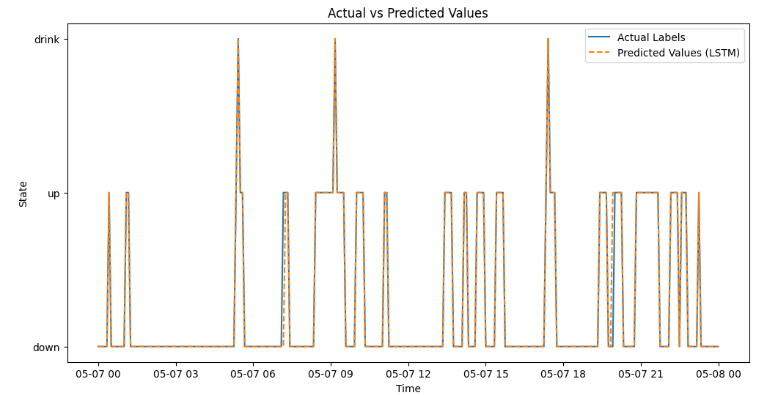 Actual vs Predicted Values
drink
up
down
State
Actual Labels
Predicted Values (LSTM)
05-07 00 05-07 03 05-07 06 05-07 09 05-07 12 05-07 15 05-07 18 05-07 21 05-08 00
Time